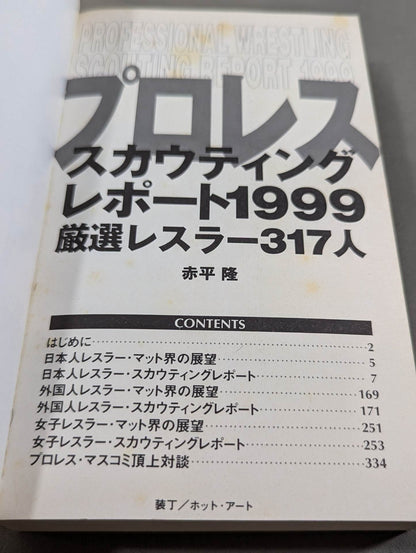 PROFESSIONAL WRESTLING
SCOUTING REPORT 1999
プロレス
スカウティング
レポート1999
厳選レスラー317人
赤平 隆
CONTENTS
はじめに……2
日本人レスラー・マット界の展望……5
日本人レスラー・スカウティングレポート……7
外国人レスラー・マット界の展望……169
外国人レスラー・スカウティングレポート……171
女子レスラー・マット界の展望……251
女子レスラー・スカウティングレポート……253
プロレス・マスコミ頂上対談……334
装丁／ホット・アート